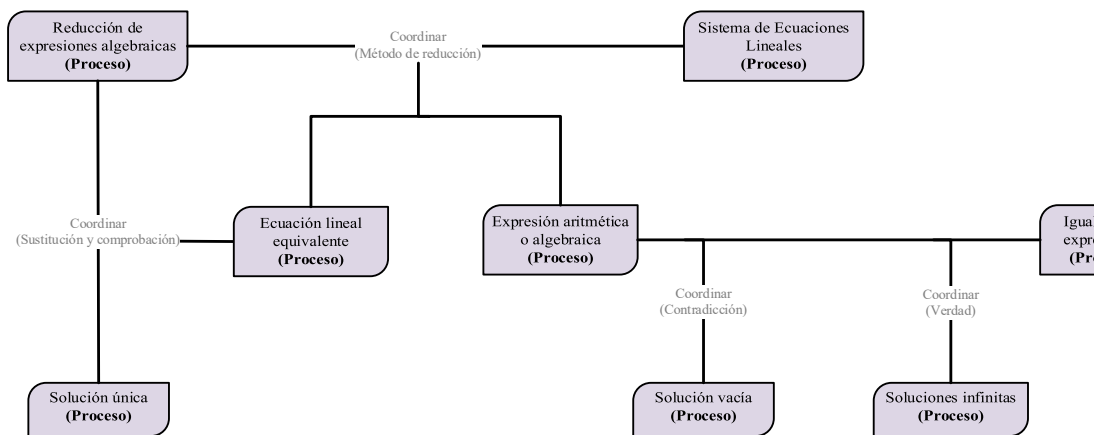 Reducción de
expresiones algebraicas
(Proceso)
Coordinar
(Método de reducción)
Sistema de Ecuaciones
Lineales
(Proceso)
Coordinar
(Sustitución y comprobación)
Ecuación lineal
equivalente
(Proceso)
Expresión aritmética
o algebraica
(Proceso)
Coordinar
(Contradicción)
Coordinar
(Verdad)
Solución única
(Proceso)
Solución vacía
(Proceso)
Soluciones infinitas
(Proceso)